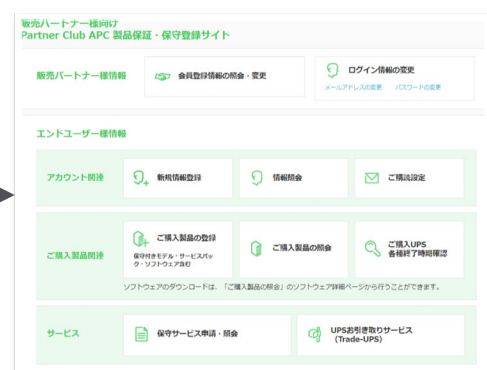 販売パートナー様向け
Partner Club APC 製品保証・保守登録サイト
販売パートナー様情報
会員登録情報の照会・変更
ログイン情報の変更
メールアドレスの変更 パスワードの変更
エンドユーザー様情報
アカウント関連
新規情報登録
情報照会
ご購読設定
ご購入製品関連
ご購入製品の登録
保守付きモデル・サービスパッ
ク・ソフトウェア含む
ご購入製品の照会
ご購入UPS
各種終了時期確認
ソフトウェアのダウンロードは、「ご購入製品の照会」のソフトウェア詳細ページから行うことができます。
サービス
保守サービス申請・照会
UPSお引き取りサービス
(Trade-UPS)